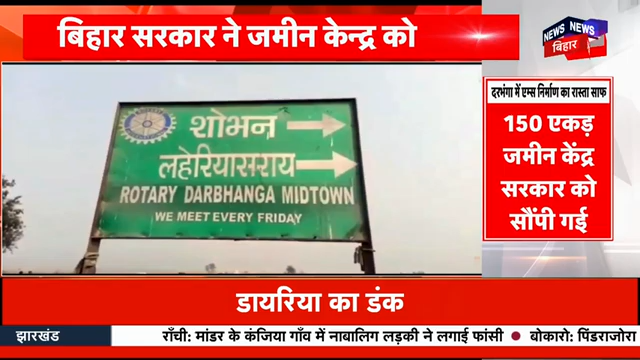 बिहार सरकार ने जमीन केन्द्र को
NEWS NEWS
बिहार
दरभंगा में एम्स निर्माण का रास्ता साफ
150 एकड़
जमीन केंद्र
सरकार को
सौंपी गई
शोभन
लहेरियासराय
ROTARY DARBHANGA MIDTOWN
WE MEET EVERY FRIDAY
डायरिया का डंक
झारखंड
राँची: मांडर के कंजिया गाँव में नाबालिग लड़की ने लगाई फांसी
बोकारो: पिंडराजोरा